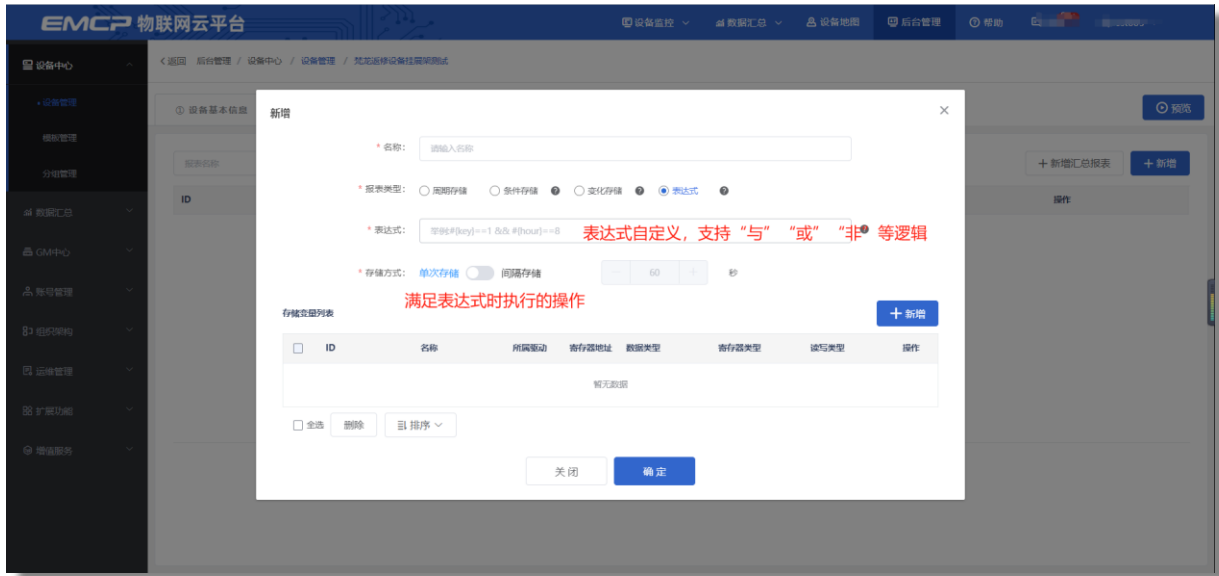 EMCP 物联网云平台
设备监控 数据汇总 设备地图 后台管理 帮助
设备中心
设备管理
模板管理
分组管理
数据汇总
GM中心
账号管理
组织架构
运维管理
扩展功能
增值服务
返回 后台管理 / 设备中心 / 设备管理 / 梵龙返修设备挂展架测试
① 设备基本信息
预览
报表名称
+ 新增汇总报表 + 新增
ID 操作
新增
* 名称: 请输入名称
* 报表类型: 周期存储 条件存储 变化存储 表达式
* 表达式: 举例:#{key}==1 && #{hour}==8
表达式自定义，支持“与” “或” “非” 等逻辑
* 存储方式: 单次存储 间隔存储 − 60 + 秒
满足表达式时执行的操作
存储变量列表
+ 新增
ID 名称 所属驱动 寄存器地址 数据类型 寄存器类型 读写类型 操作
暂无数据
全选 删除 排序
关闭 确定